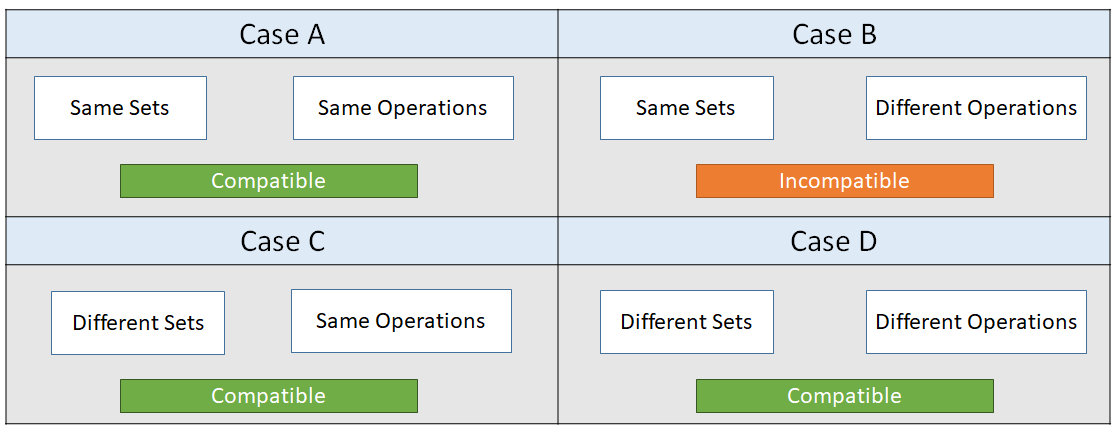 Case A
Case B
Same Sets
Same Operations
Same Sets
Different Operations
Compatible
Incompatible
Case C
Case D
Different Sets
Same Operations
Different Sets
Different Operations
Compatible
Compatible